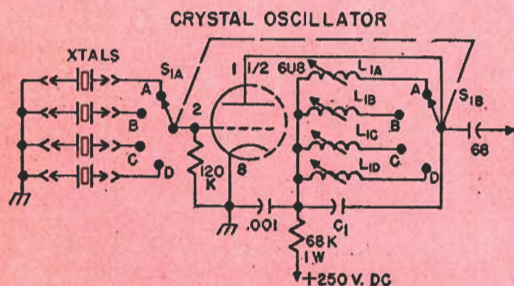 CRYSTAL OSCILLATOR
XTALS
S1A
A
B
C
D
2
1
1/2
6U8
8
120
K
.001
L1A
L1B
L1C
L1D
A
B
C
D
S1B
68
C1
68K
1W
+250 V. DC